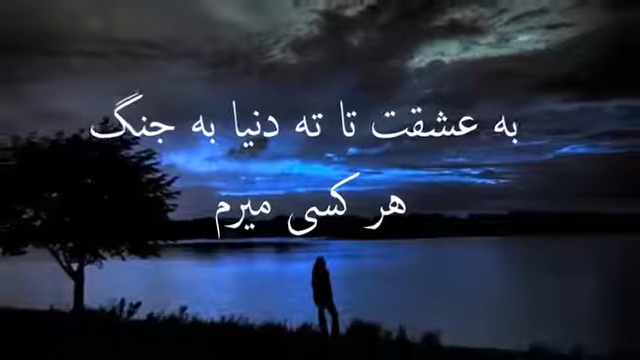 به عشقت تا ته دنیا به جنگ
هر کسی میرم